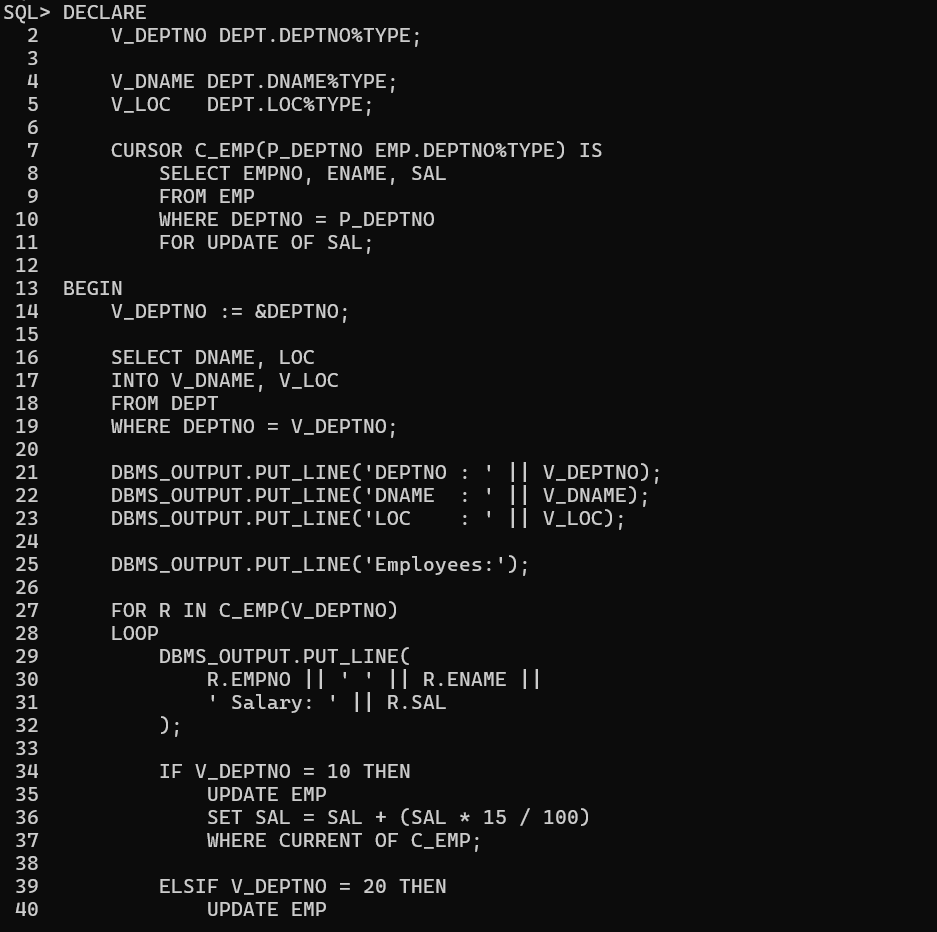 SQL> DECLARE
  2      V_DEPTNO DEPT.DEPTNO%TYPE;
  3
  4      V_DNAME DEPT.DNAME%TYPE;
  5      V_LOC   DEPT.LOC%TYPE;
  6
  7      CURSOR C_EMP(P_DEPTNO EMP.DEPTNO%TYPE) IS
  8          SELECT EMPNO, ENAME, SAL
  9          FROM EMP
 10          WHERE DEPTNO = P_DEPTNO
 11          FOR UPDATE OF SAL;
 12
 13  BEGIN
 14      V_DEPTNO := &DEPTNO;
 15
 16      SELECT DNAME, LOC
 17      INTO V_DNAME, V_LOC
 18      FROM DEPT
 19      WHERE DEPTNO = V_DEPTNO;
 20
 21      DBMS_OUTPUT.PUT_LINE('DEPTNO : ' || V_DEPTNO);
 22      DBMS_OUTPUT.PUT_LINE('DNAME  : ' || V_DNAME);
 23      DBMS_OUTPUT.PUT_LINE('LOC    : ' || V_LOC);
 24
 25      DBMS_OUTPUT.PUT_LINE('Employees:');
 26
 27      FOR R IN C_EMP(V_DEPTNO)
 28      LOOP
 29          DBMS_OUTPUT.PUT_LINE(
 30              R.EMPNO || ' ' || R.ENAME ||
 31              ' Salary: ' || R.SAL
 32          );
 33
 34          IF V_DEPTNO = 10 THEN
 35              UPDATE EMP
 36              SET SAL = SAL + (SAL * 15 / 100)
 37              WHERE CURRENT OF C_EMP;
 38
 39          ELSIF V_DEPTNO = 20 THEN
 40              UPDATE EMP